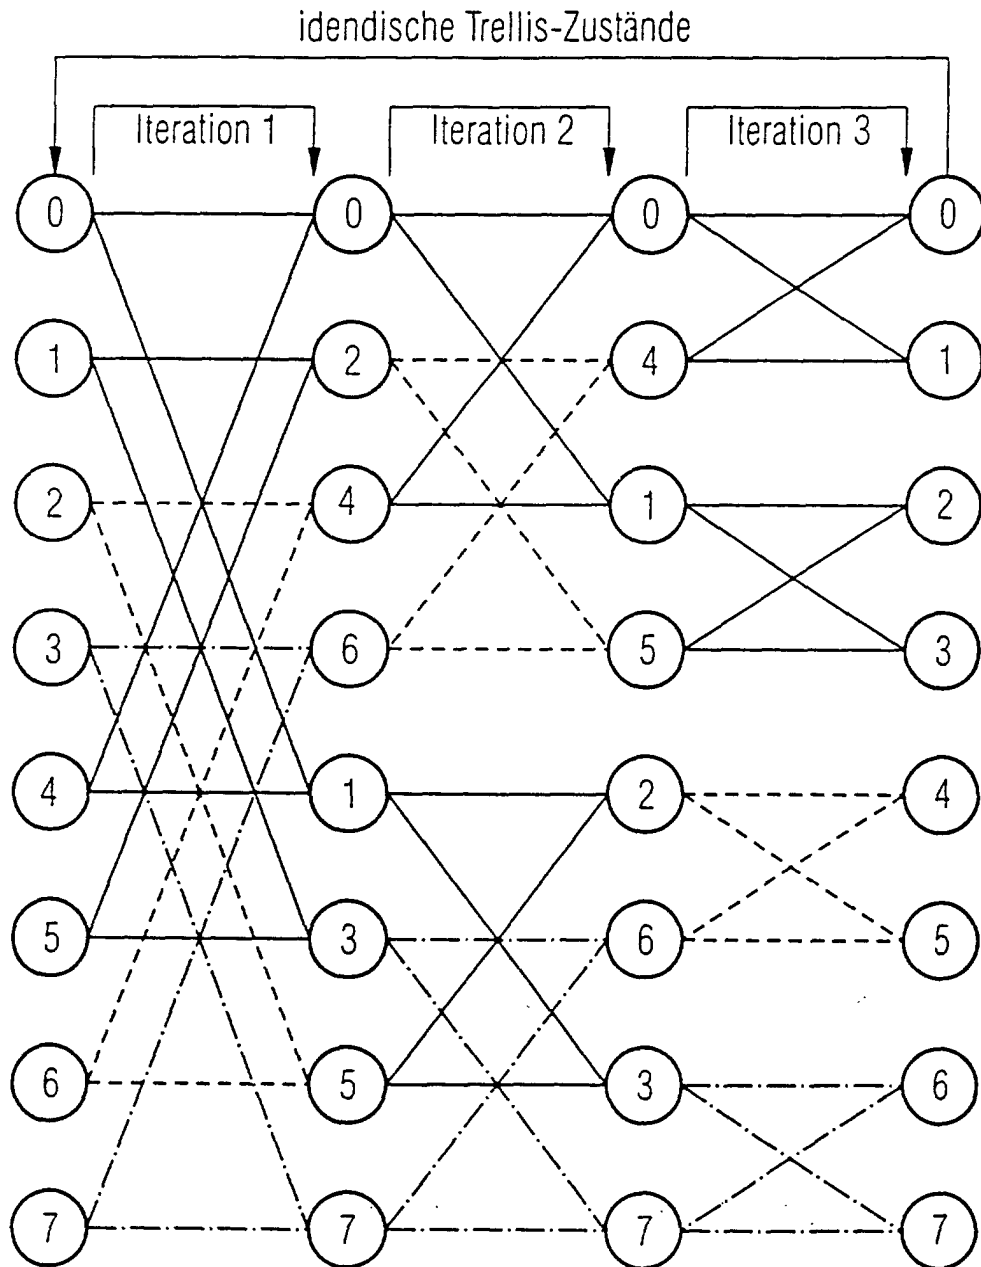 idendische Trellis-Zustände
Iteration 1 Iteration 2 Iteration 3
0 0 0 0
1 2 4 1
2 4 1 2
3 6 5 3
4 1 2 4
5 3 6 5
6 5 3 6
7 7 7 7